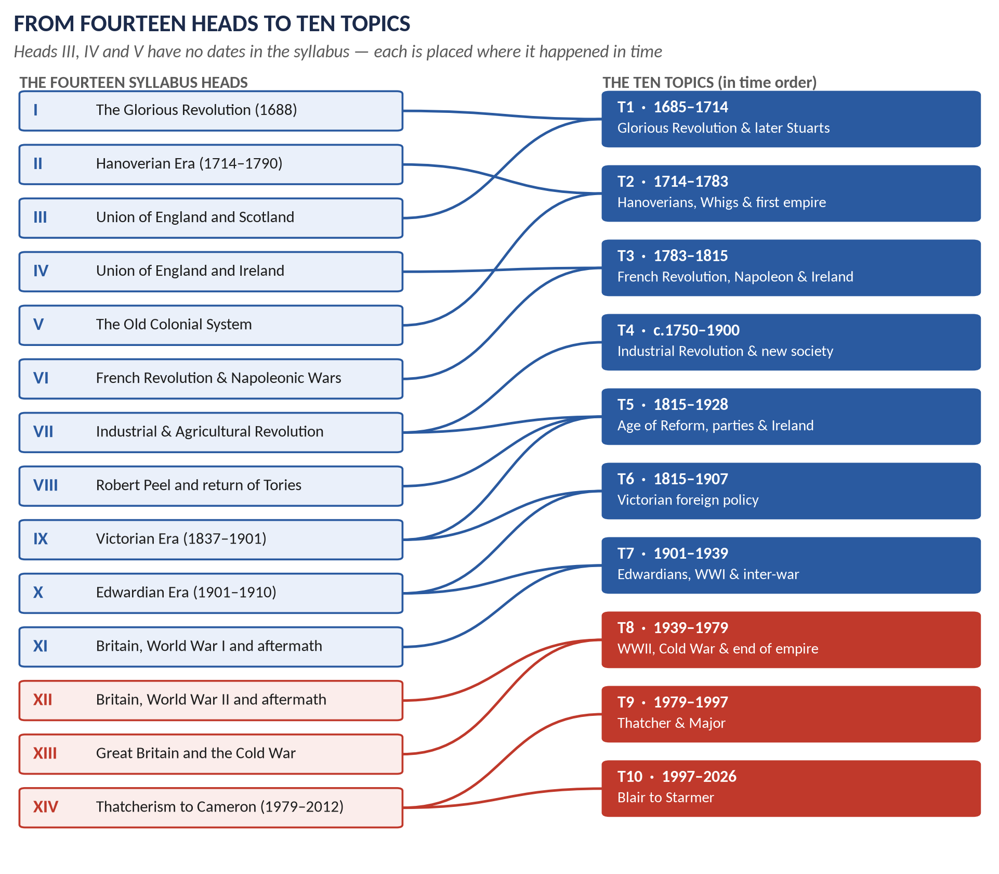 FROM FOURTEEN HEADS TO TEN TOPICS
Heads III, IV and V have no dates in the syllabus — each is placed where it happened in time
THE FOURTEEN SYLLABUS HEADS
I The Glorious Revolution (1688)
II Hanoverian Era (1714–1790)
III Union of England and Scotland
IV Union of England and Ireland
V The Old Colonial System
VI French Revolution & Napoleonic Wars
VII Industrial & Agricultural Revolution
VIII Robert Peel and return of Tories
IX Victorian Era (1837–1901)
X Edwardian Era (1901–1910)
XI Britain, World War I and aftermath
XII Britain, World War II and aftermath
XIII Great Britain and the Cold War
XIV Thatcherism to Cameron (1979–2012)
THE TEN TOPICS (in time order)
T1 · 1685–1714
Glorious Revolution & later Stuarts
T2 · 1714–1783
Hanoverians, Whigs & first empire
T3 · 1783–1815
French Revolution, Napoleon & Ireland
T4 · c.1750–1900
Industrial Revolution & new society
T5 · 1815–1928
Age of Reform, parties & Ireland
T6 · 1815–1907
Victorian foreign policy
T7 · 1901–1939
Edwardians, WWI & inter-war
T8 · 1939–1979
WWII, Cold War & end of empire
T9 · 1979–1997
Thatcher & Major
T10 · 1997–2026
Blair to Starmer